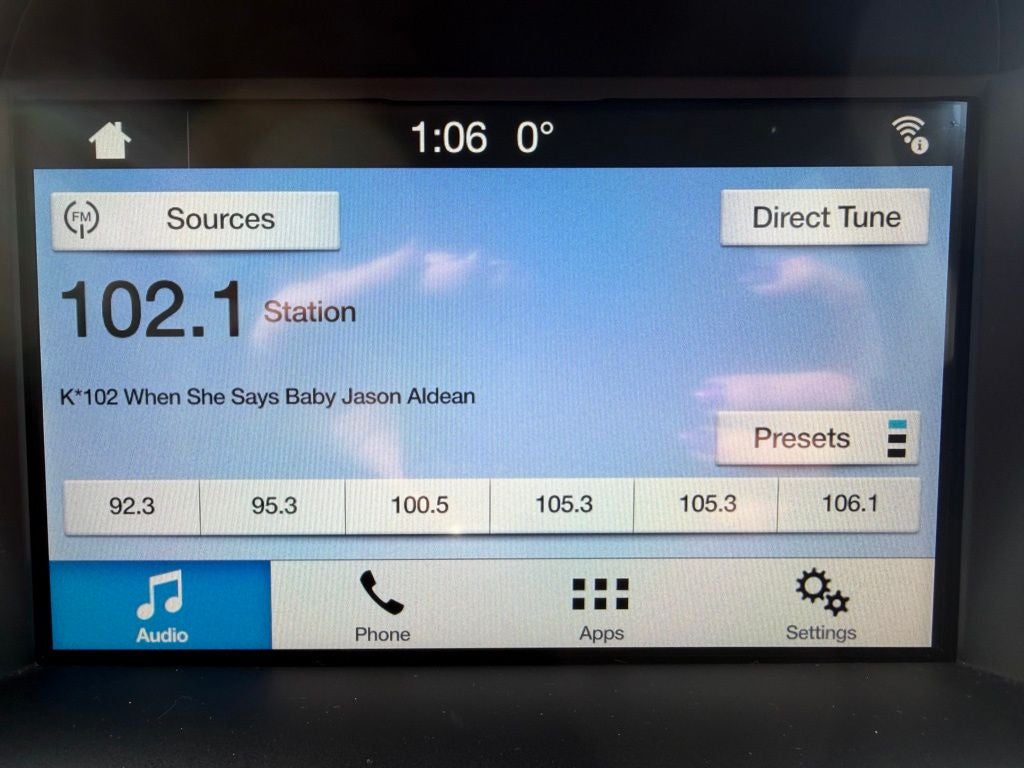 1:06 0°
FM Sources
Direct Tune
102.1 Station
K*102 When She Says Baby Jason Aldean
Presets
92.3 95.3 100.5 105.3 105.3 106.1
Audio Phone Apps Settings